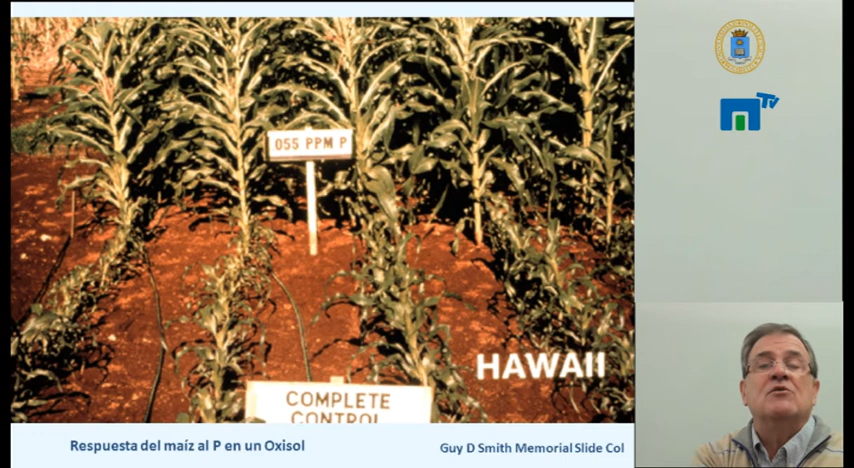 055 PPM P
HAWAII
COMPLETE
CONTROL
Respuesta del maíz al P en un Oxisol
Guy D Smith Memorial Slide Col
TV